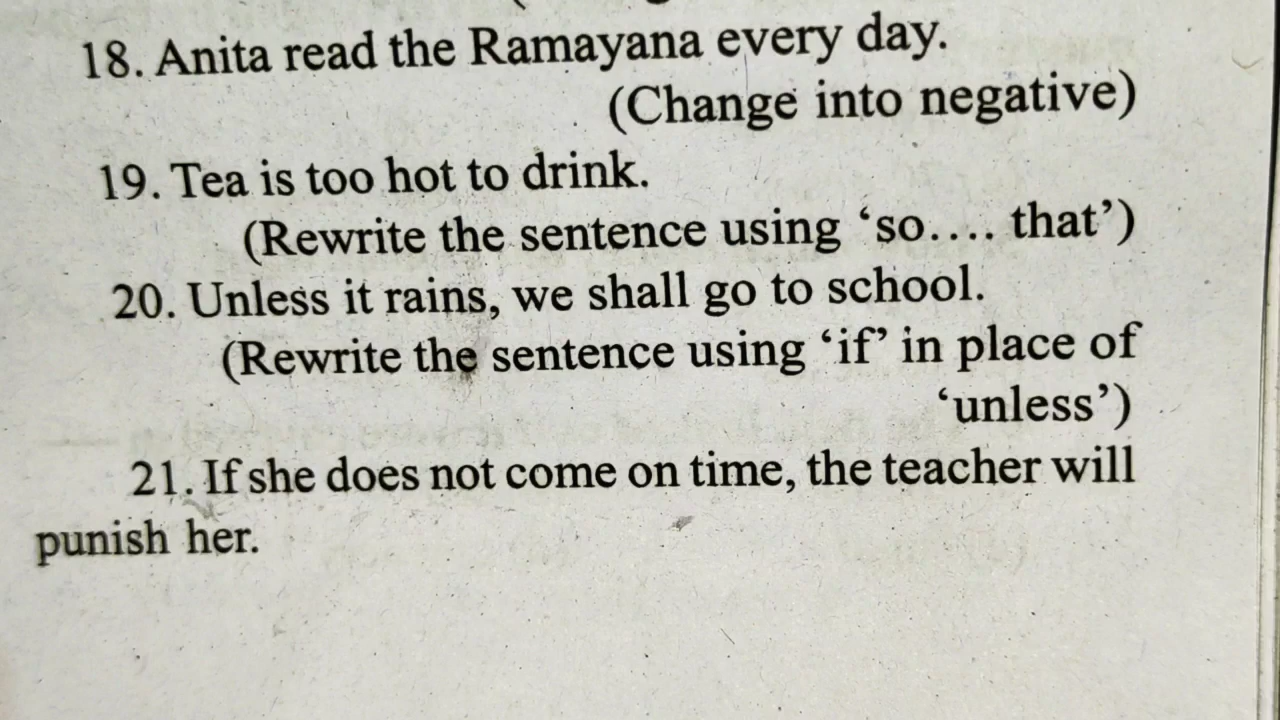 18. Anita read the Ramayana every day.
(Change into negative)
19. Tea is too hot to drink.
(Rewrite the sentence using ‘so.... that’)
20. Unless it rains, we shall go to school.
(Rewrite the sentence using ‘if’ in place of
‘unless’)
21. If she does not come on time, the teacher will
punish her.